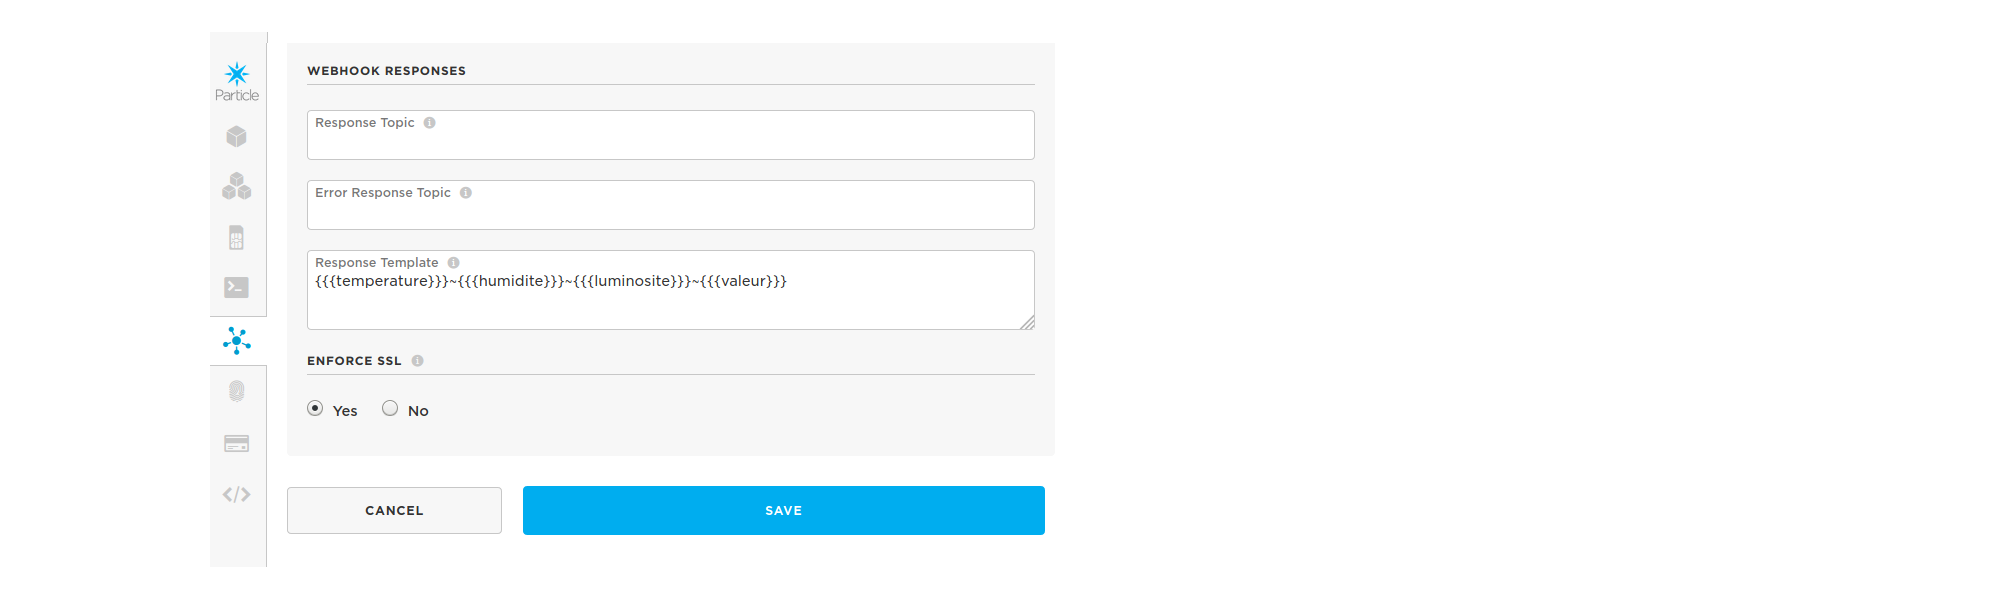 Particle
WEBHOOK RESPONSES
Response Topic
Error Response Topic
Response Template
{{{temperature}}}~{{{humidite}}}~{{{luminosite}}}~{{{valeur}}}
ENFORCE SSL
Yes No
CANCEL SAVE